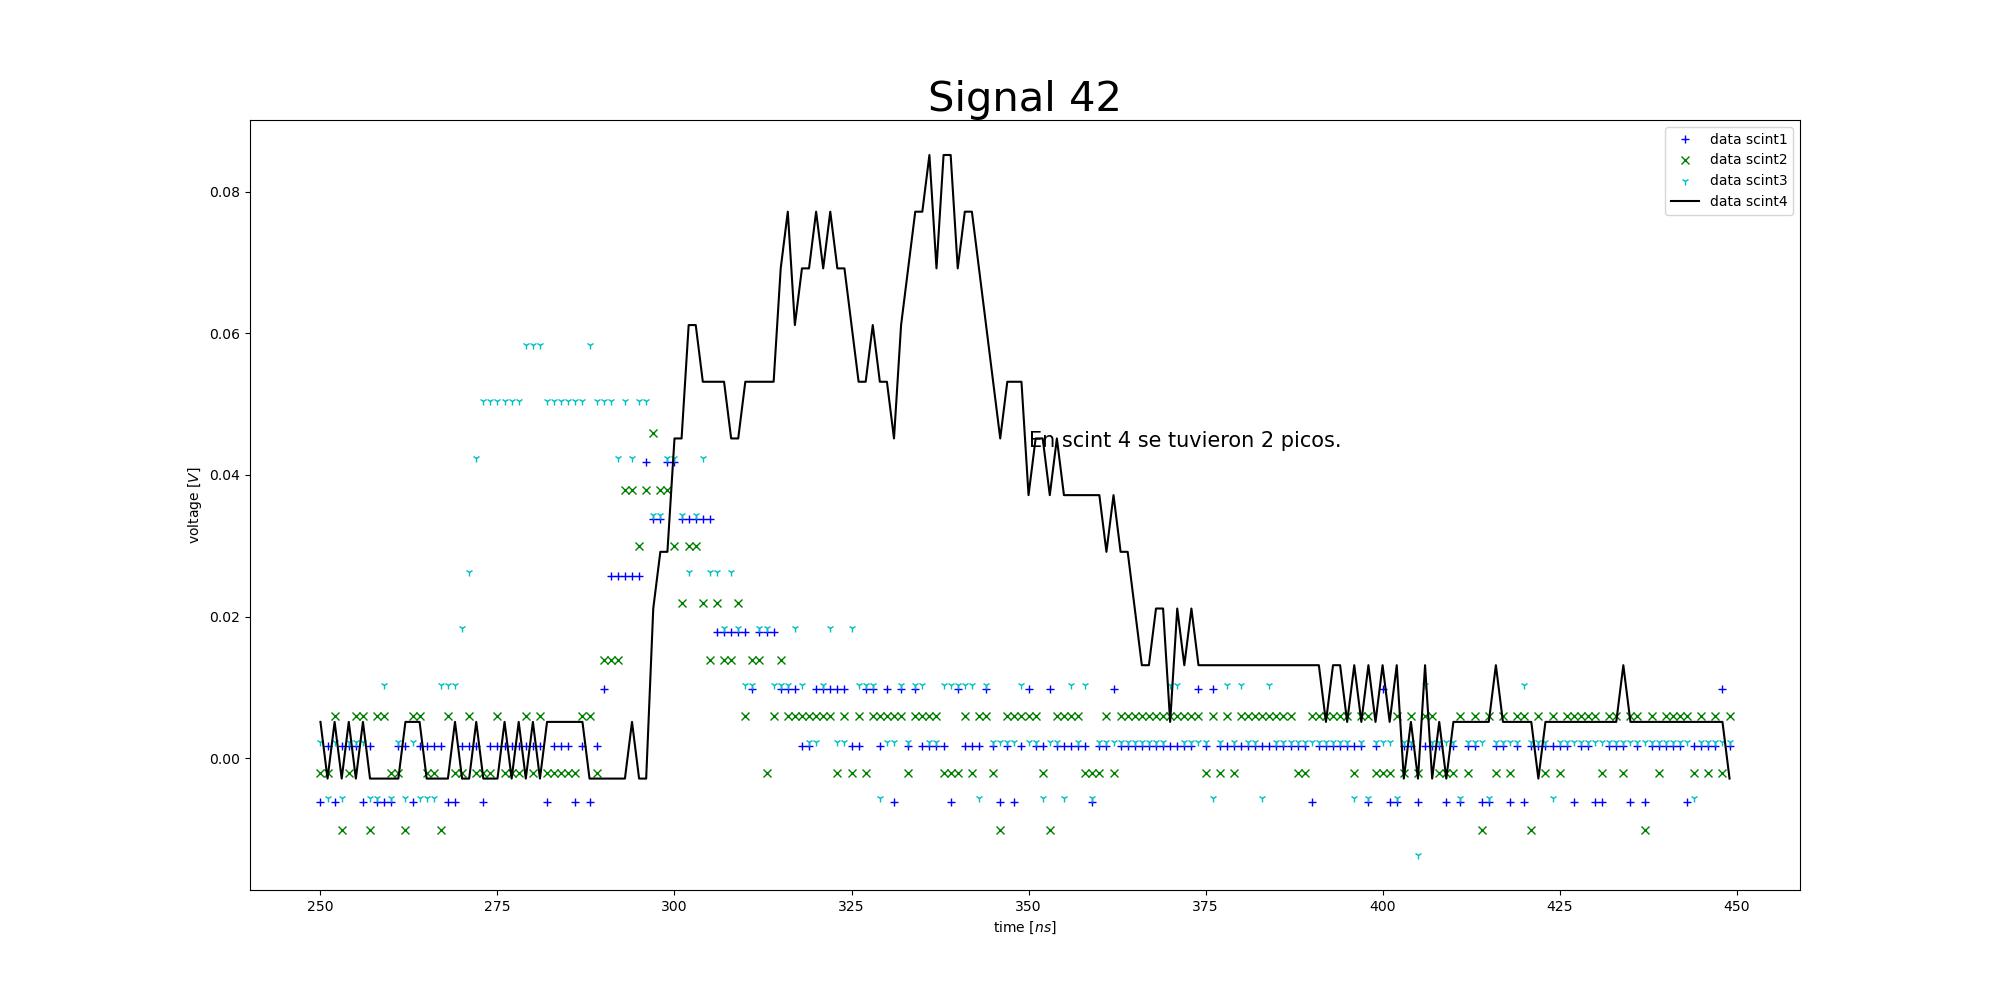 Signal 42
data scint1
data scint2
data scint3
data scint4
0.08
0.06
0.04
0.02
0.00
voltage [V]
En scint 4 se tuvieron 2 picos.
250 275 300 325 350 375 400 425 450
time [ns]